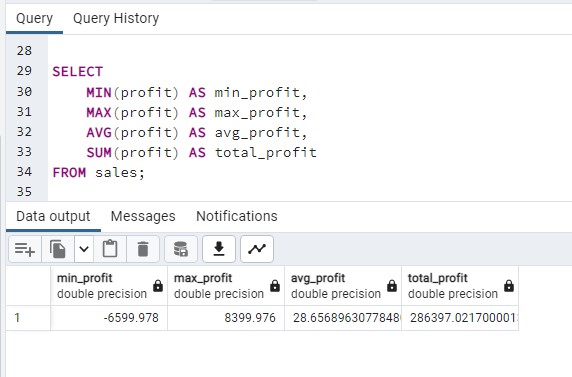 Query Query History
28
29 SELECT
30 MIN(profit) AS min_profit,
31 MAX(profit) AS max_profit,
32 AVG(profit) AS avg_profit,
33 SUM(profit) AS total_profit
34 FROM sales;
35
Data output Messages Notifications
min_profit max_profit avg_profit total_profit
double precision double precision double precision double precision
1 -6599.978 8399.976 28.6568963077848 286397.021700001